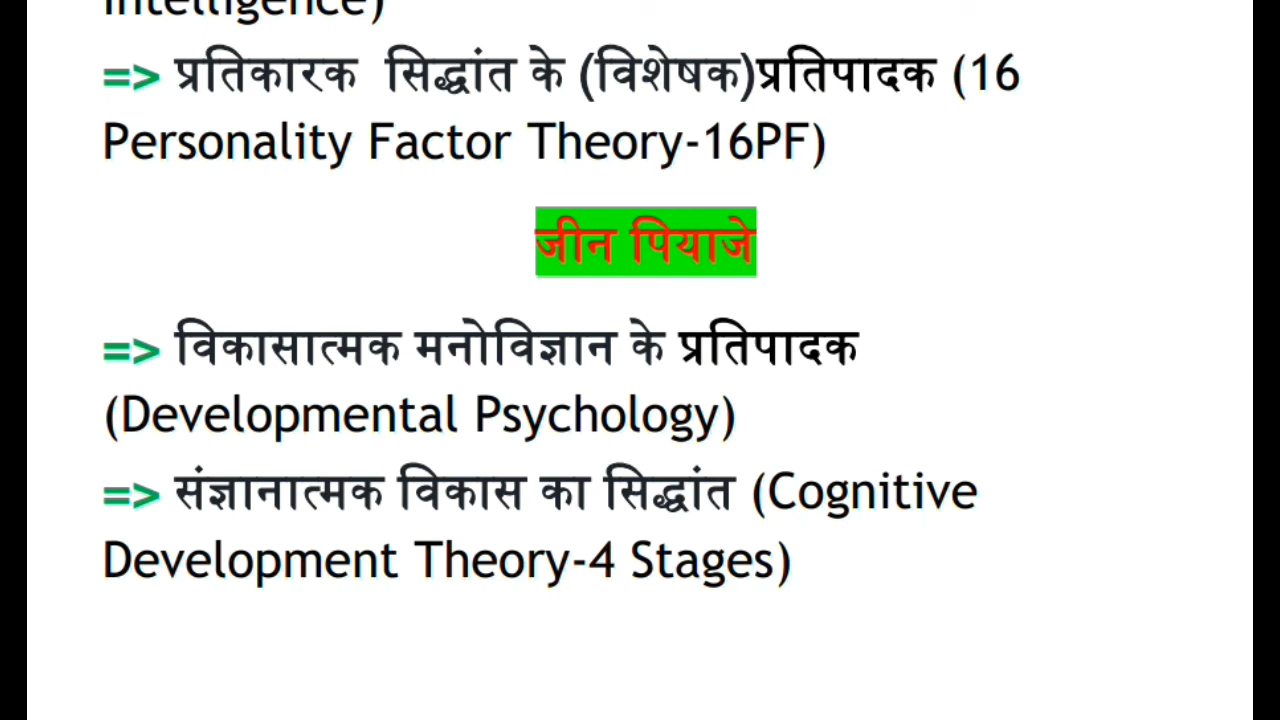 Intelligence)
=> प्रतिकारक सिद्धांत के (विशेषक)प्रतिपादक (16
Personality Factor Theory-16PF)
जीन पियाजे
=> विकासात्मक मनोविज्ञान के प्रतिपादक
(Developmental Psychology)
=> संज्ञानात्मक विकास का सिद्धांत (Cognitive
Development Theory-4 Stages)